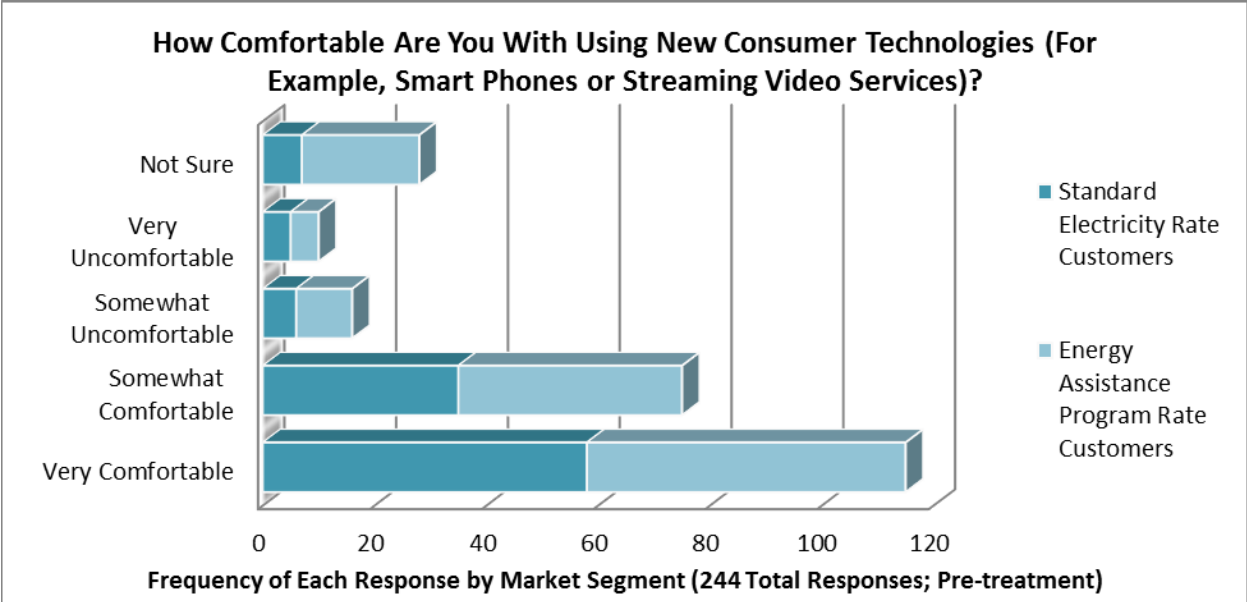 How Comfortable Are You With Using New Consumer Technologies (For
Example, Smart Phones or Streaming Video Services)?
Not Sure
Very
Uncomfortable
Somewhat
Uncomfortable
Somewhat
Comfortable
Very Comfortable
0 20 40 60 80 100 120
Frequency of Each Response by Market Segment (244 Total Responses; Pre-treatment)
Standard
Electricity Rate
Customers
Energy
Assistance
Program Rate
Customers